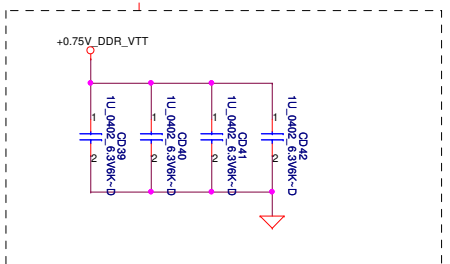 +0.75V_DDR_VTT
1
1U_0402_6.3V6K~D
CD39
2
1
1U_0402_6.3V6K~D
CD40
2
1
1U_0402_6.3V6K~D
CD41
2
1
1U_0402_6.3V6K~D
CD42
2